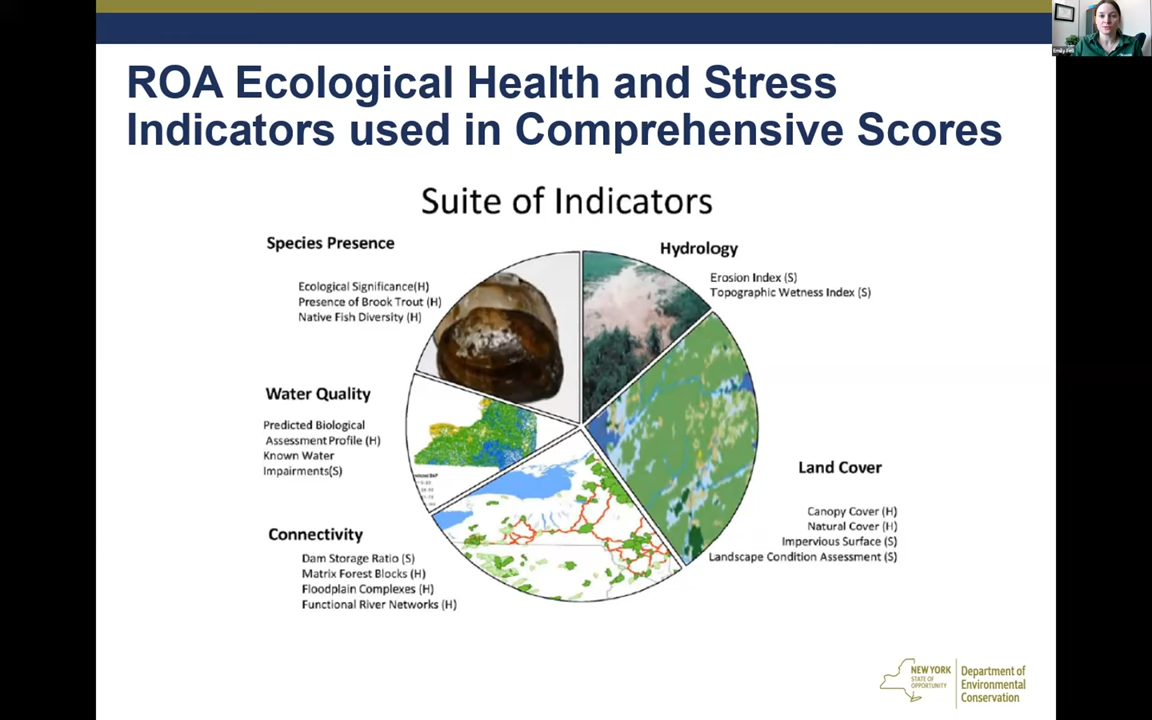 ROA Ecological Health and Stress
Indicators used in Comprehensive Scores
Suite of Indicators
Species Presence
Ecological Significance(H)
Presence of Brook Trout (H)
Native Fish Diversity (H)
Hydrology
Erosion Index (S)
Topographic Wetness Index (S)
Water Quality
Predicted Biological
Assessment Profile (H)
Known Water
Impairments(S)
Land Cover
Canopy Cover (H)
Natural Cover (H)
Impervious Surface (S)
Landscape Condition Assessment (S)
Connectivity
Dam Storage Ratio (S)
Matrix Forest Blocks (H)
Floodplain Complexes (H)
Functional River Networks (H)
NEW YORK
STATE OF
OPPORTUNITY
Department of
Environmental
Conservation